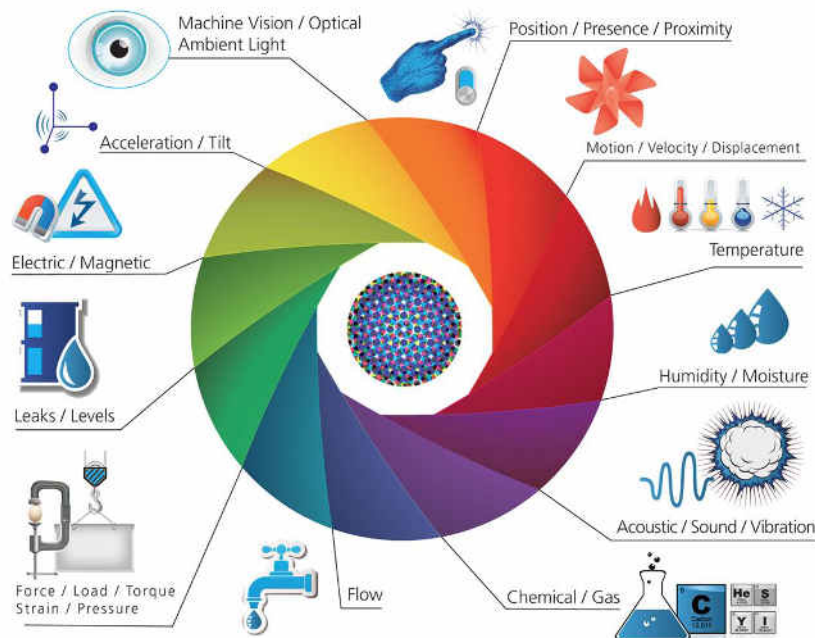 Machine Vision / Optical
Ambient Light
Position / Presence / Proximity
Acceleration / Tilt
Motion / Velocity / Displacement
Electric / Magnetic
Temperature
Leaks / Levels
Humidity / Moisture
Acoustic / Sound / Vibration
Force / Load / Torque
Strain / Pressure
Flow
Chemical / Gas
C
Carbon
He
S
Y
I